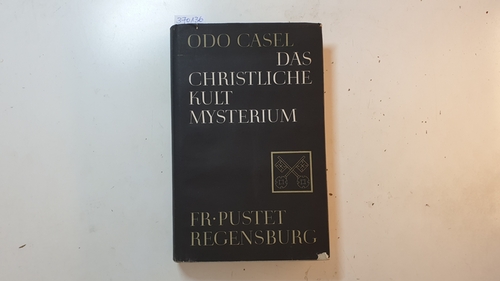 ODO CASEL
DAS
CHRISTLICHE
KULT
MYSTERIUM
FR·PUSTET
REGENSBURG